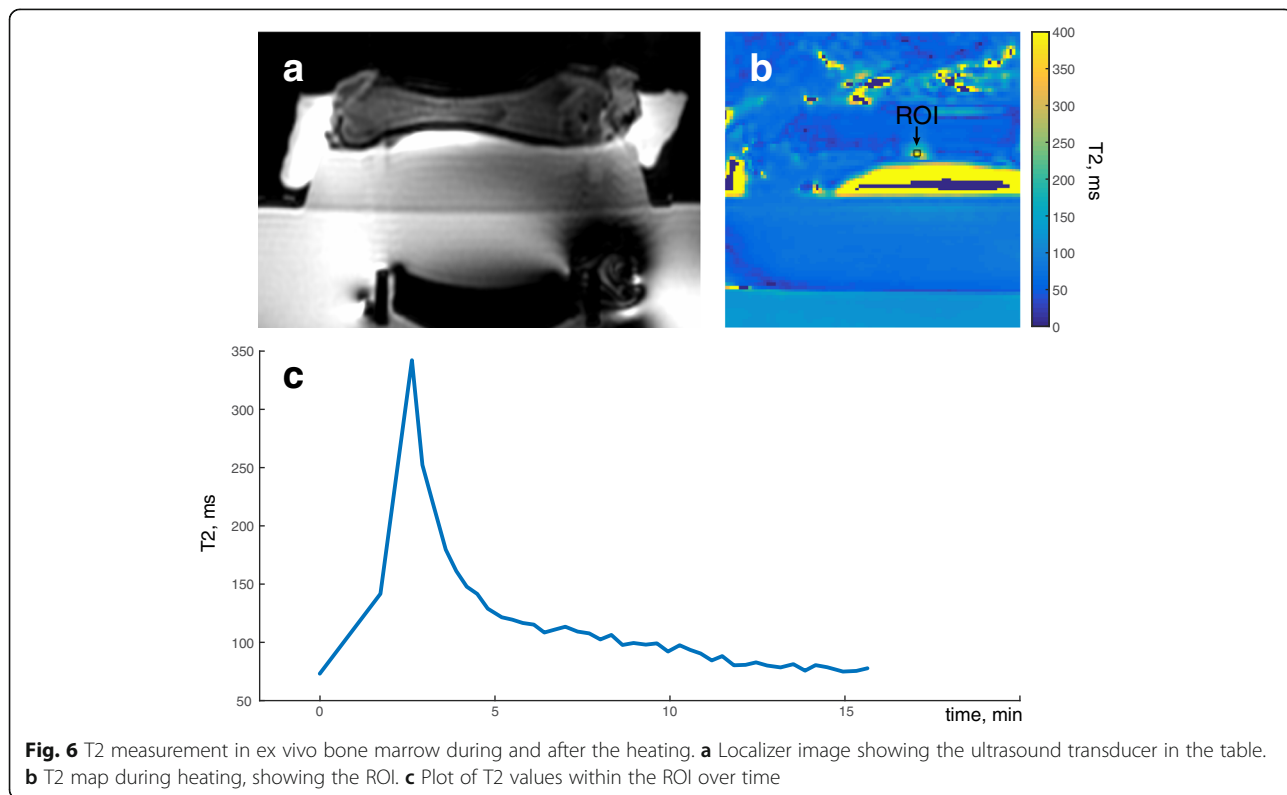 a
b
ROI
400
350
300
250
200
150
100
50
0
T2, ms
c
350
300
250
200
150
100
50
T2, ms
0
5
10
15
time, min
Fig. 6 T2 measurement in ex vivo bone marrow during and after the heating. a Localizer image showing the ultrasound transducer in the table.
b T2 map during heating, showing the ROI. c Plot of T2 values within the ROI over time